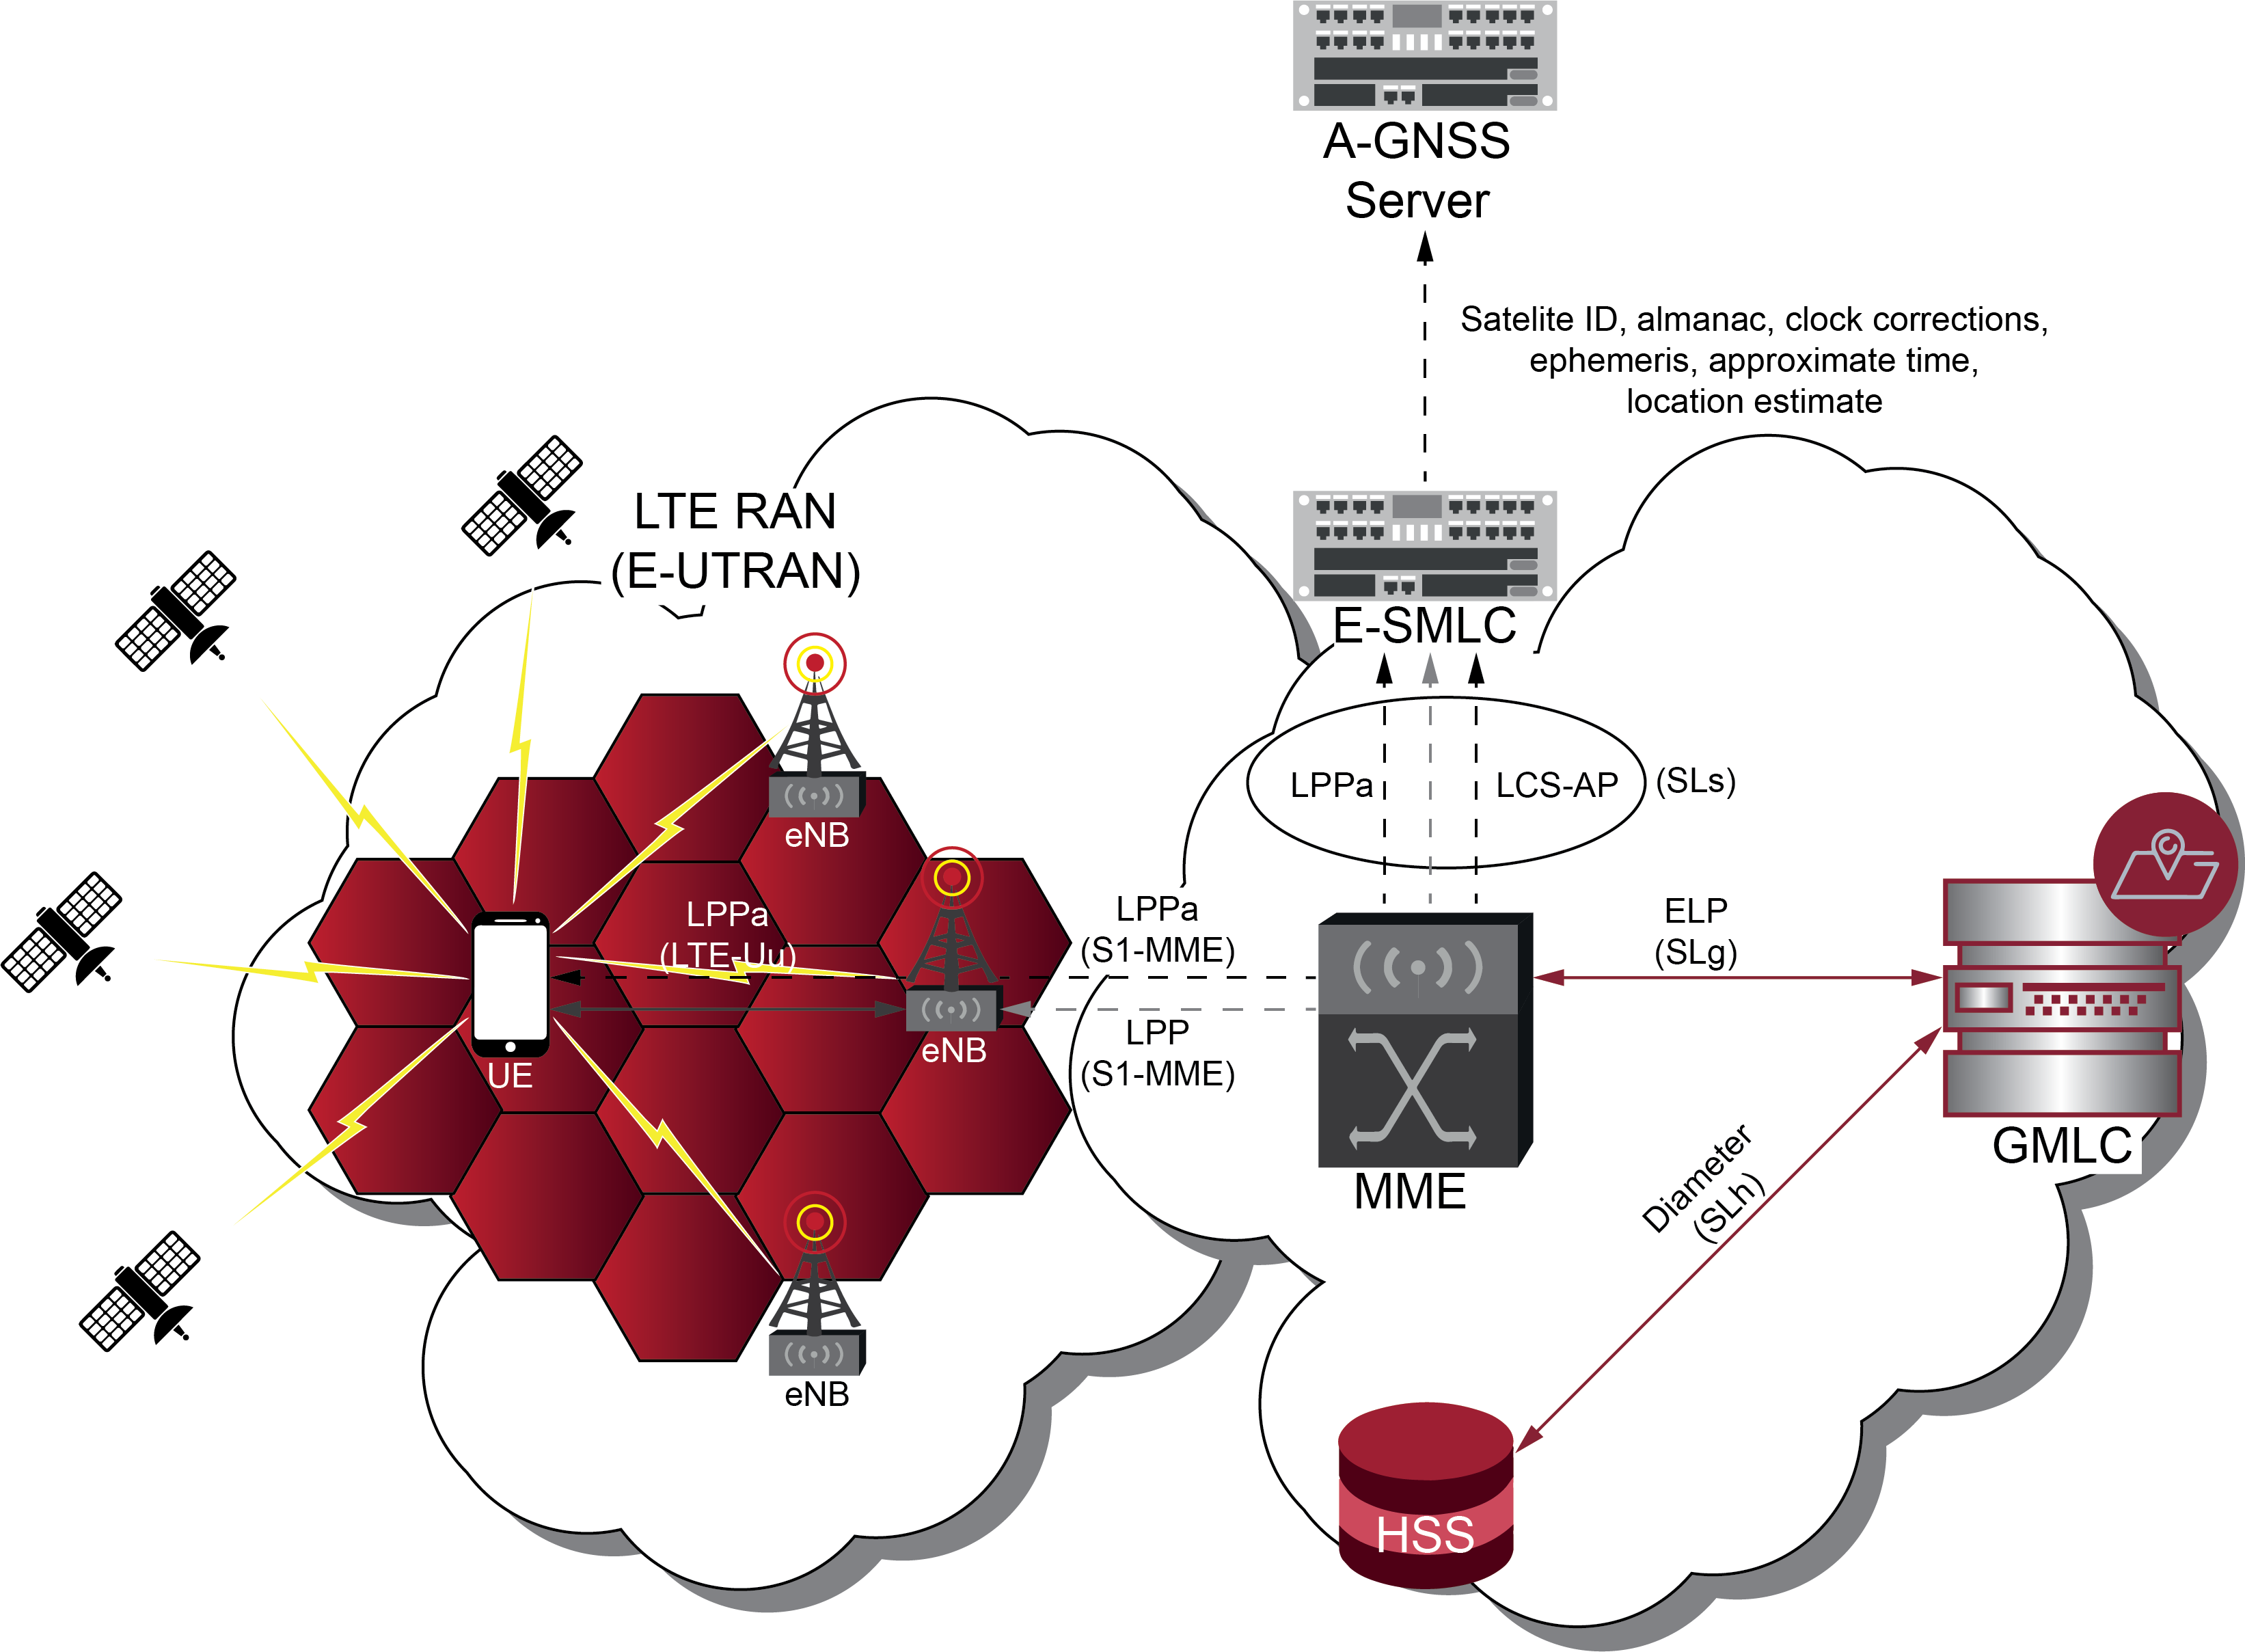 A-GNSS
Server
Satelite ID, almanac, clock corrections,
ephemeris, approximate time,
location estimate
LTE RAN
(E-UTRAN)
E-SMLC
LPPa
LCS-AP
(SLs)
eNB
LPPa
(LTE-Uu)
LPPa
(S1-MME)
ELP
(SLg)
eNB
UE
LPP
(S1-MME)
MME
GMLC
Diameter
(SLh)
eNB
HSS